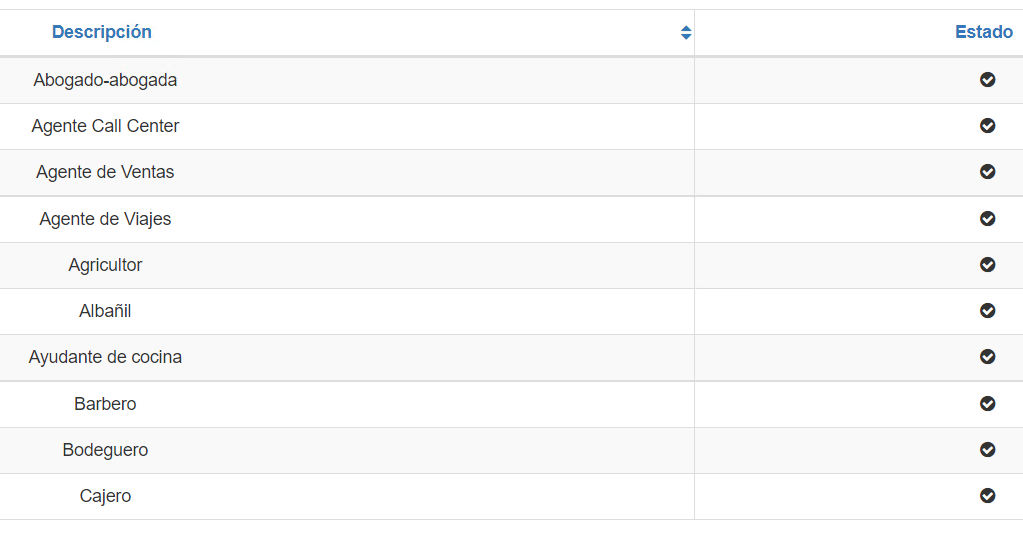 Descripción Estado
Abogado-abogada
Agente Call Center
Agente de Ventas
Agente de Viajes
Agricultor
Albañil
Ayudante de cocina
Barbero
Bodeguero
Cajero